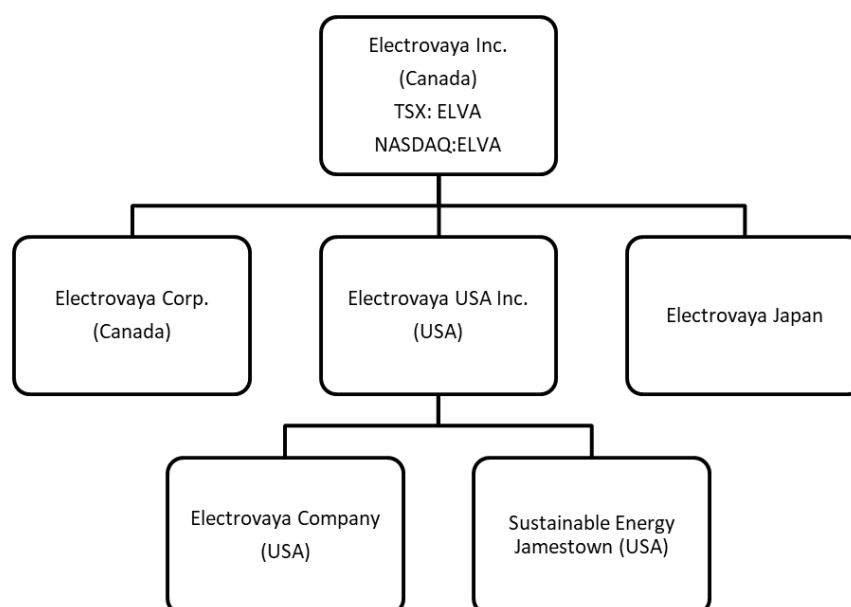 Electrovaya Inc.
(Canada)
TSX: ELVA
NASDAQ:ELVA
Electrovaya Corp.
(Canada)
Electrovaya USA Inc.
(USA)
Electrovaya Japan
Electrovaya Company
(USA)
Sustainable Energy
Jamestown (USA)